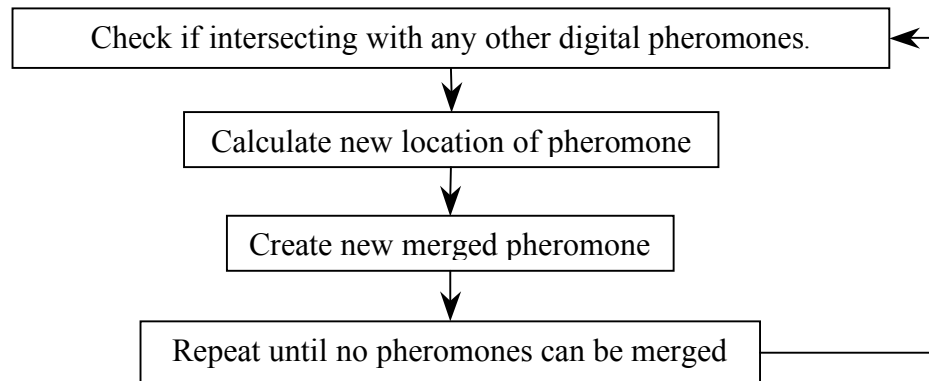 Check if intersecting with any other digital pheromones.
Calculate new location of pheromone
Create new merged pheromone
Repeat until no pheromones can be merged